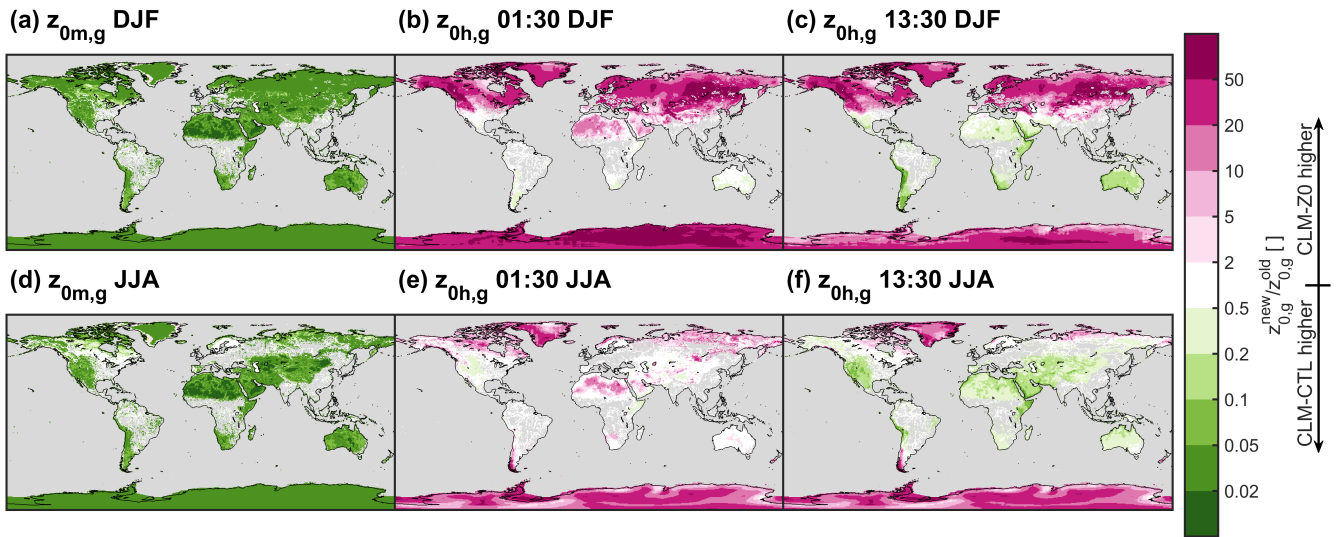 (a) z0m,g DJF
(b) z0h,g 01:30 DJF
(c) z0h,g 13:30 DJF
(d) z0m,g JJA
(e) z0h,g 01:30 JJA
(f) z0h,g 13:30 JJA
50
20
10
5
2
0.5
0.2
0.1
0.05
0.02
z0,g^new/z0,g^old [ ]
CLM-Z0 higher
CLM-CTL higher